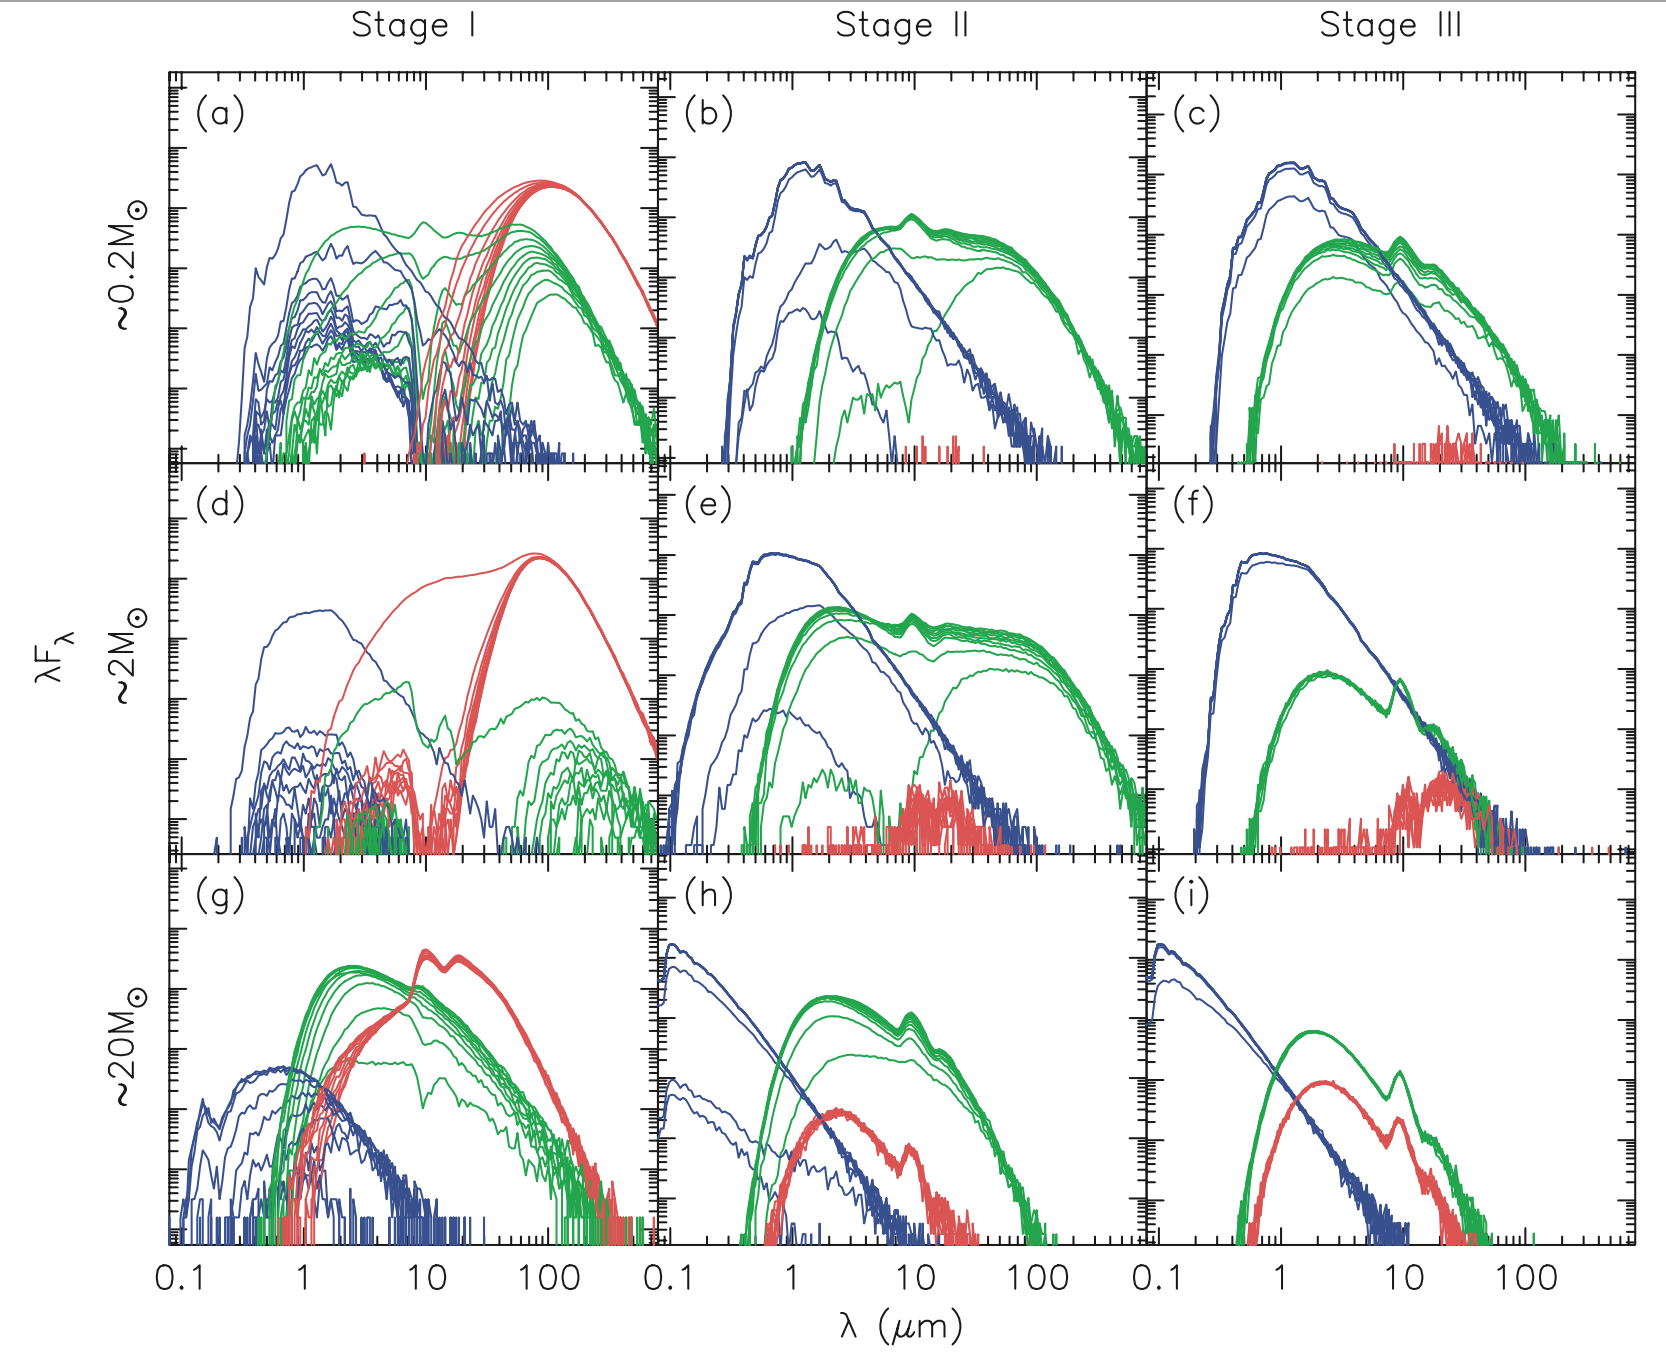 Stage I Stage II Stage III
(a) (b) (c)
~0.2M⊙
(d) (e) (f)
λFλ
~2M⊙
(g) (h) (i)
~20M⊙
0.1 1 10 100 0.1 1 10 100 0.1 1 10 100
λ (μm)